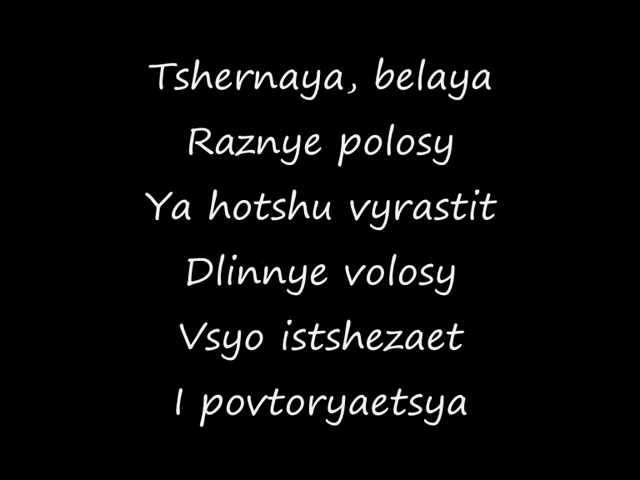 Tshernaya, belaya
Raznye polosy
Ya hotshu vyrastit
Dlinnye volosy
Vsyo istshezaet
I povtoryaetsya